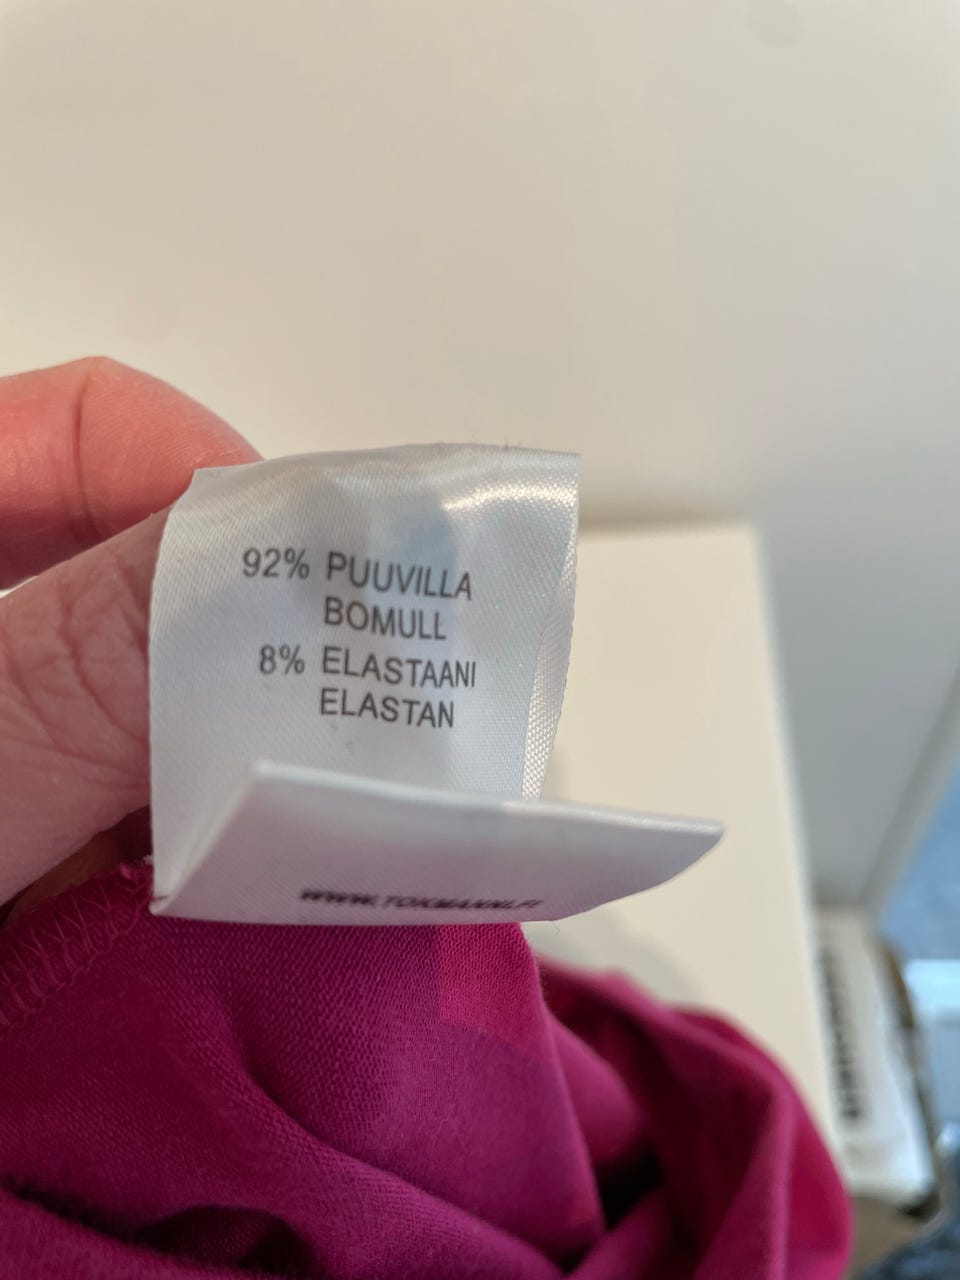 92% PUUVILLA
BOMULL
8% ELASTAANI
ELASTAN
WWW.TOKMANNI.FI